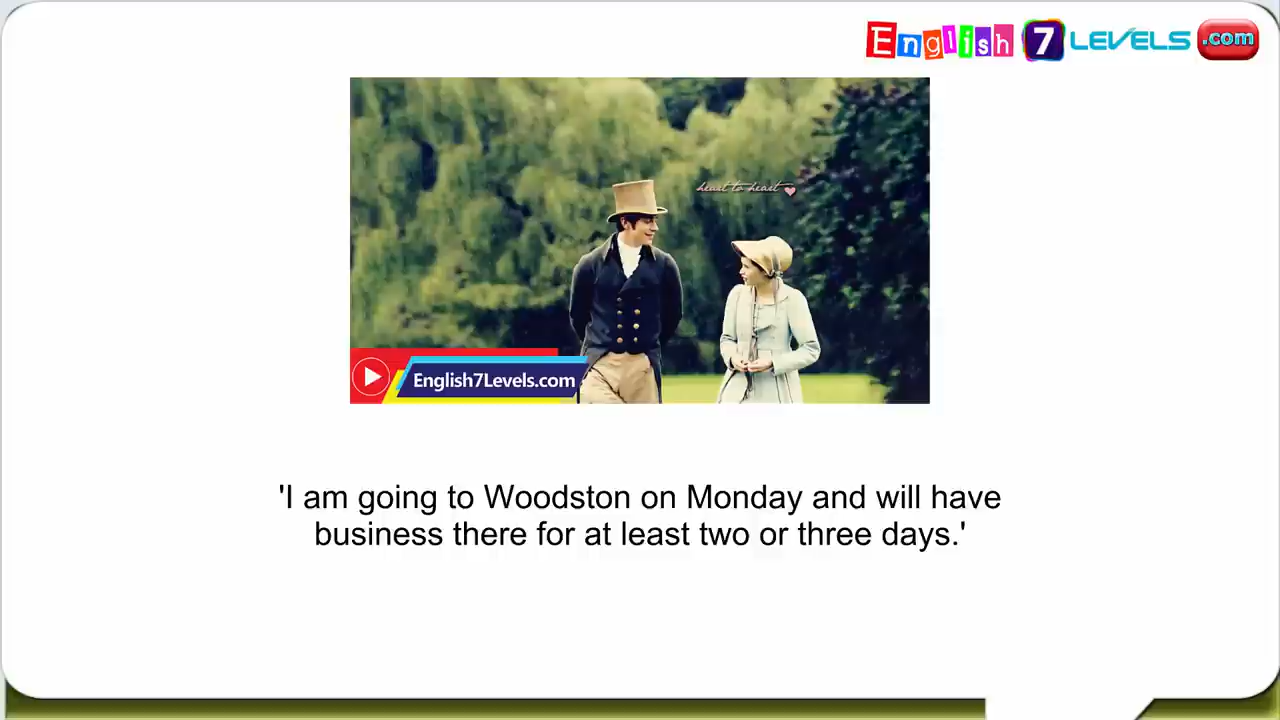 English 7 LEVELS .com
heart to heart
English7Levels.com
'I am going to Woodston on Monday and will have
business there for at least two or three days.'